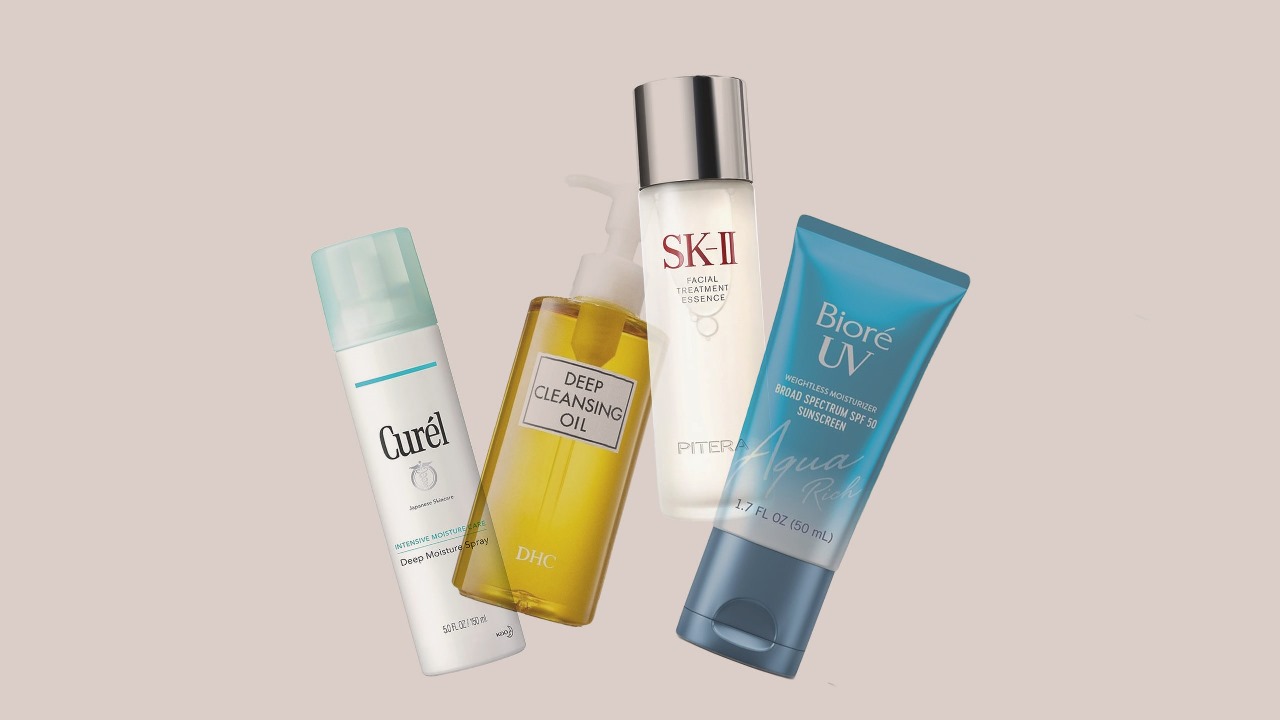 Curél
Japanese Skincare
INTENSIVE MOISTURE CARE
Deep Moisture Spray
5.0 FL OZ / 150 mL
KAO
DEEP
CLEANSING
OIL
DHC
SK-II
FACIAL
TREATMENT
ESSENCE
PITERA
Bioré
UV
WEIGHTLESS MOISTURIZER
BROAD SPECTRUM SPF 50
SUNSCREEN
Aqua
Rich
1.7 FL OZ (50 mL)